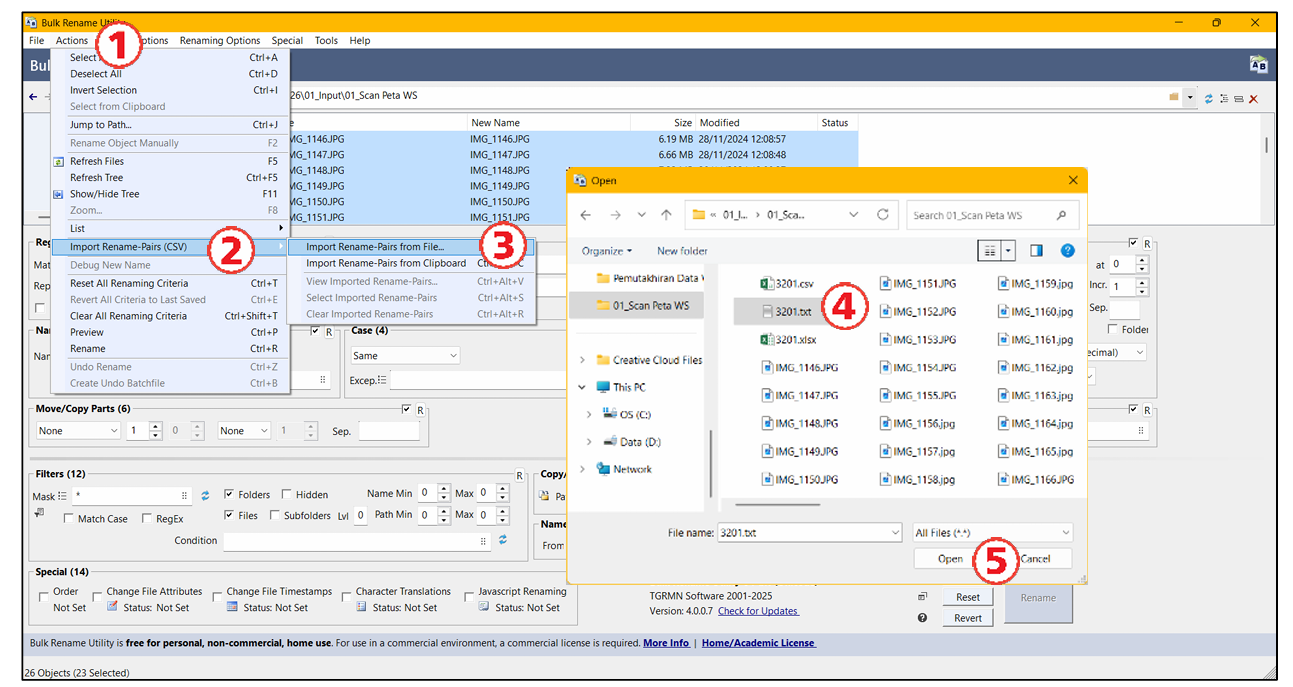 Bulk Rename Utility
File Actions ptions Renaming Options Special Tools Help
1
Bul
Select Ctrl+A
Deselect All Ctrl+D
Invert Selection Ctrl+I
Select from Clipboard
Jump to Path... Ctrl+J
Rename Object Manually F2
Refresh Files F5
Refresh Tree Ctrl+F5
Show/Hide Tree F11
Zoom... F8
List
Import Rename-Pairs (CSV)
2
Debug New Name
Reset All Renaming Criteria Ctrl+T
Revert All Criteria to Last Saved Ctrl+E
Clear All Renaming Criteria Ctrl+Shift+T
Preview Ctrl+P
Rename Ctrl+R
Undo Rename Ctrl+Z
Create Undo Batchfile Ctrl+B
26\01_Input\01_Scan Peta WS
New Name Size Modified Status
MG_1146.JPG IMG_1146.JPG 6.19 MB 28/11/2024 12:08:57
MG_1147.JPG IMG_1147.JPG 6.66 MB 28/11/2024 12:08:48
MG_1148.JPG IMG_1148.JPG
MG_1149.JPG IMG_1149.JPG
MG_1150.JPG IMG_1150.JPG
MG_1151.JPG IMG_1151.JPG
Import Rename-Pairs from File...
3
Import Rename-Pairs from Clipboard
View Imported Rename-Pairs... Ctrl+Alt+V
Select Imported Rename-Pairs Ctrl+Alt+S
Clear Imported Rename-Pairs Ctrl+Alt+R
Reg
Mat
Rep
Nam
Nar
R
Case (4)
Same
Excep.
R
at 0
Incr. 1
Sep.
Folder
ecimal)
Open
01_I... › 01_Sca...
Search 01_Scan Peta WS
Organize New folder
Pemutakhiran Data
01_Scan Peta WS
Creative Cloud Files
This PC
OS (C:)
Data (D:)
Network
3201.csv IMG_1151.JPG IMG_1159.jpg
3201.txt IMG_1152.JPG IMG_1160.jpg
4
3201.xlsx IMG_1153.JPG IMG_1161.jpg
IMG_1146.JPG IMG_1154.JPG IMG_1162.jpg
IMG_1147.JPG IMG_1155.JPG IMG_1163.jpg
IMG_1148.JPG IMG_1156.jpg IMG_1164.jpg
IMG_1149.JPG IMG_1157.jpg IMG_1165.jpg
IMG_1150.JPG IMG_1158.jpg IMG_1166.JPG
File name: 3201.txt All Files (*.*)
Open Cancel
5
Move/Copy Parts (6) R
None 1 0 None 1 Sep.
R
Filters (12) R
Mask * Folders Hidden Name Min 0 Max 0
Match Case RegEx Files Subfolders Lvl 0 Path Min 0 Max 0
Condition
Copy/
Pa
Name
From
Special (14)
Order Change File Attributes Change File Timestamps Character Translations Javascript Renaming
Not Set Status: Not Set Status: Not Set Status: Not Set Status: Not Set
TGRMN Software 2001-2025
Version: 4.0.0.7 Check for Updates
Reset Rename
Revert
Bulk Rename Utility is free for personal, non-commercial, home use. For use in a commercial environment, a commercial license is required. More Info | Home/Academic License
26 Objects (23 Selected)